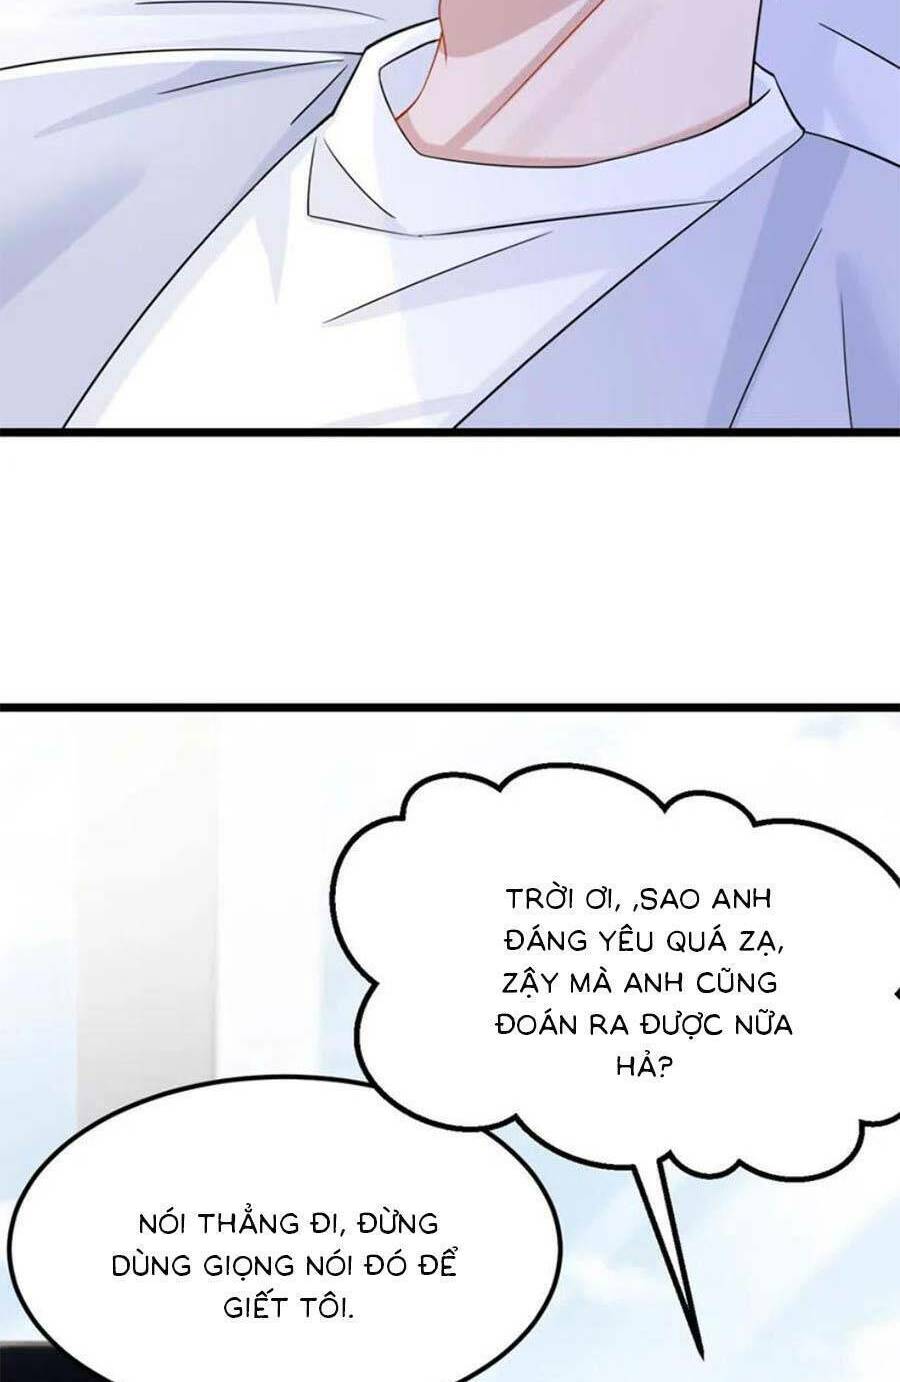 TRỜI ƠI, ,SAO ANH
ĐÁNG YÊU QUÁ ZẠ,
ZẬY MÀ ANH CŨNG
ĐOÁN RA ĐƯỢC NỮA
HẢ?
NÓI THẲNG ĐI, ĐỪNG
DÙNG GIỌNG NÓI ĐÓ ĐỂ
GIẾT TÔI.